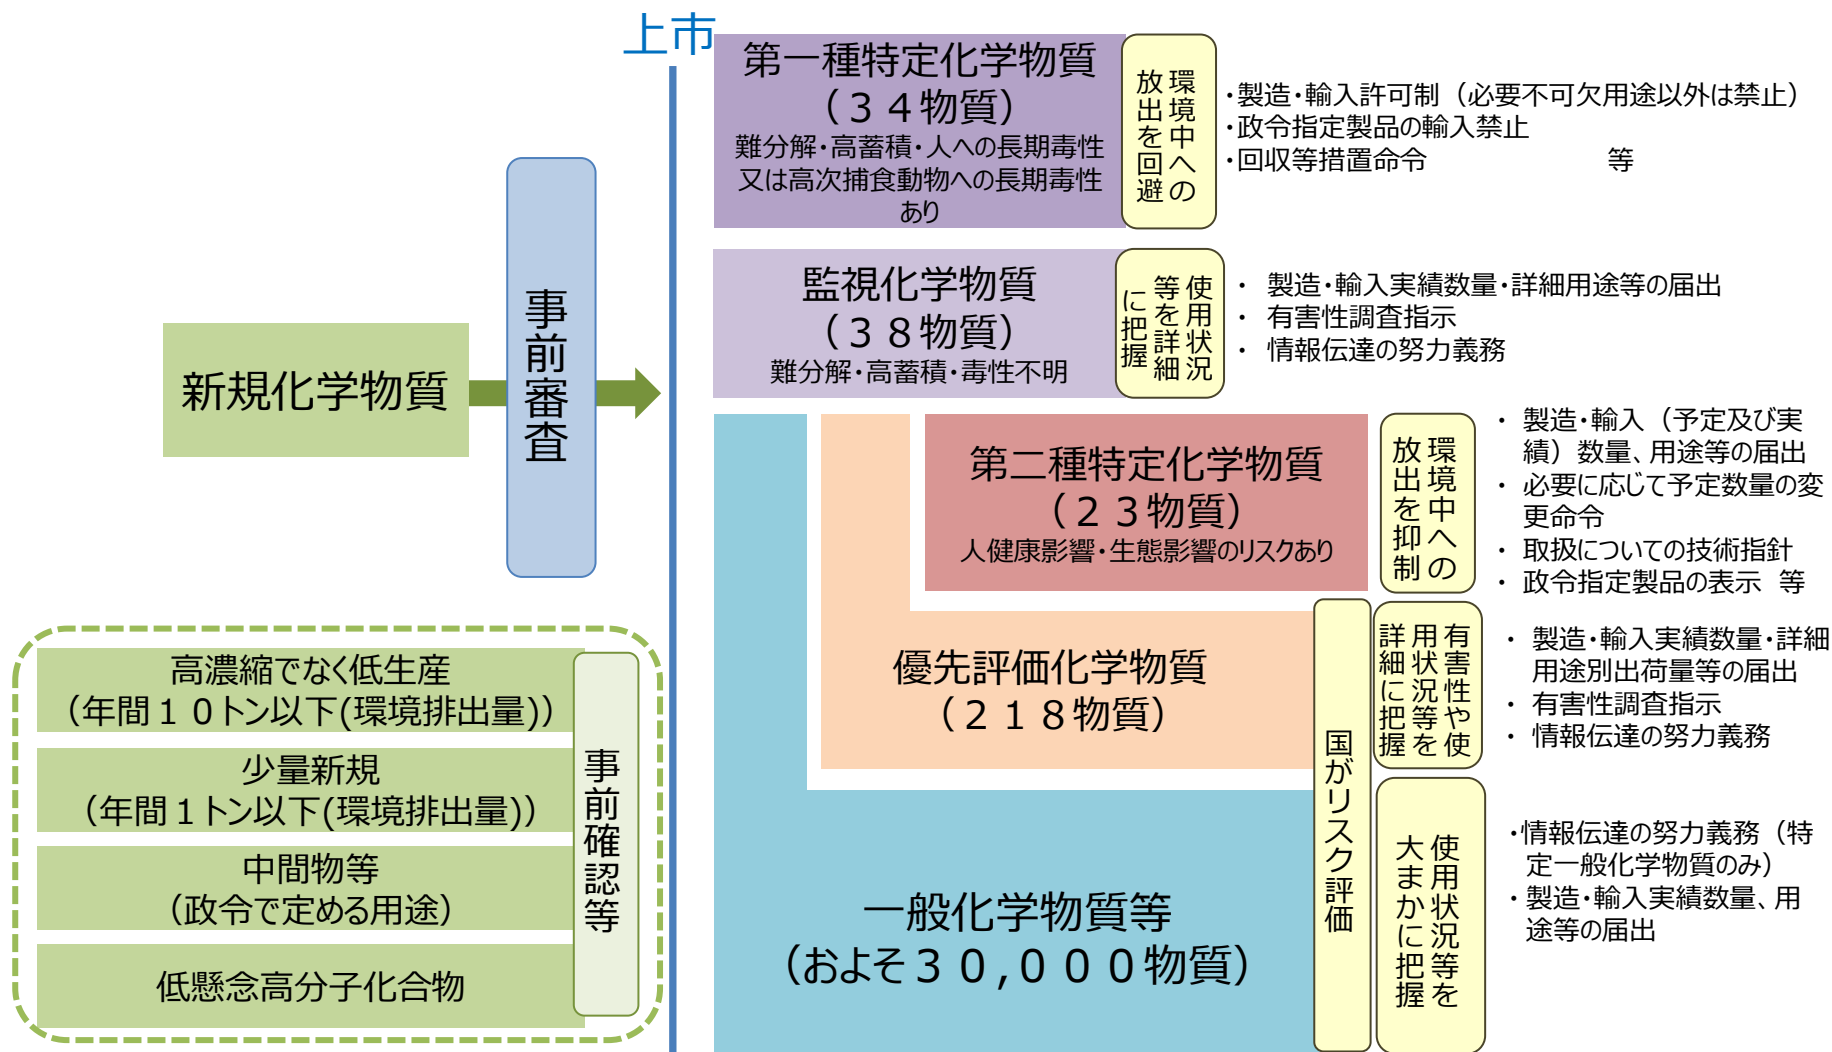 上市
新規化学物質
事前審査
高濃縮でなく低生産
（年間１０トン以下(環境排出量)）
少量新規
（年間１トン以下(環境排出量)）
中間物等
（政令で定める用途）
低懸念高分子化合物
事前確認等
第一種特定化学物質
（３４物質）
難分解・高蓄積・人への長期毒性
又は高次捕食動物への長期毒性
あり
環境中への
放出を回避
・製造・輸入許可制（必要不可欠用途以外は禁止）
・政令指定製品の輸入禁止
・回収等措置命令　　　　　　　等
監視化学物質
（３８物質）
難分解・高蓄積・毒性不明
使用状況
等を詳細
に把握
・ 製造・輸入実績数量・詳細用途等の届出
・ 有害性調査指示
・ 情報伝達の努力義務
第二種特定化学物質
（２３物質）
人健康影響・生態影響のリスクあり
環境中への
放出を抑制
・ 製造・輸入（予定及び実
績）数量、用途等の届出
・ 必要に応じて予定数量の変
更命令
・ 取扱についての技術指針
・ 政令指定製品の表示 等
優先評価化学物質
（２１８物質）
国がリスク評価
有害性や使
用状況等を
詳細に把握
・ 製造・輸入実績数量・詳細
用途別出荷量等の届出
・ 有害性調査指示
・ 情報伝達の努力義務
一般化学物質等
（およそ３０,０００物質）
使用状況等を
大まかに把握
・情報伝達の努力義務（特
定一般化学物質のみ）
・製造・輸入実績数量、用
途等の届出